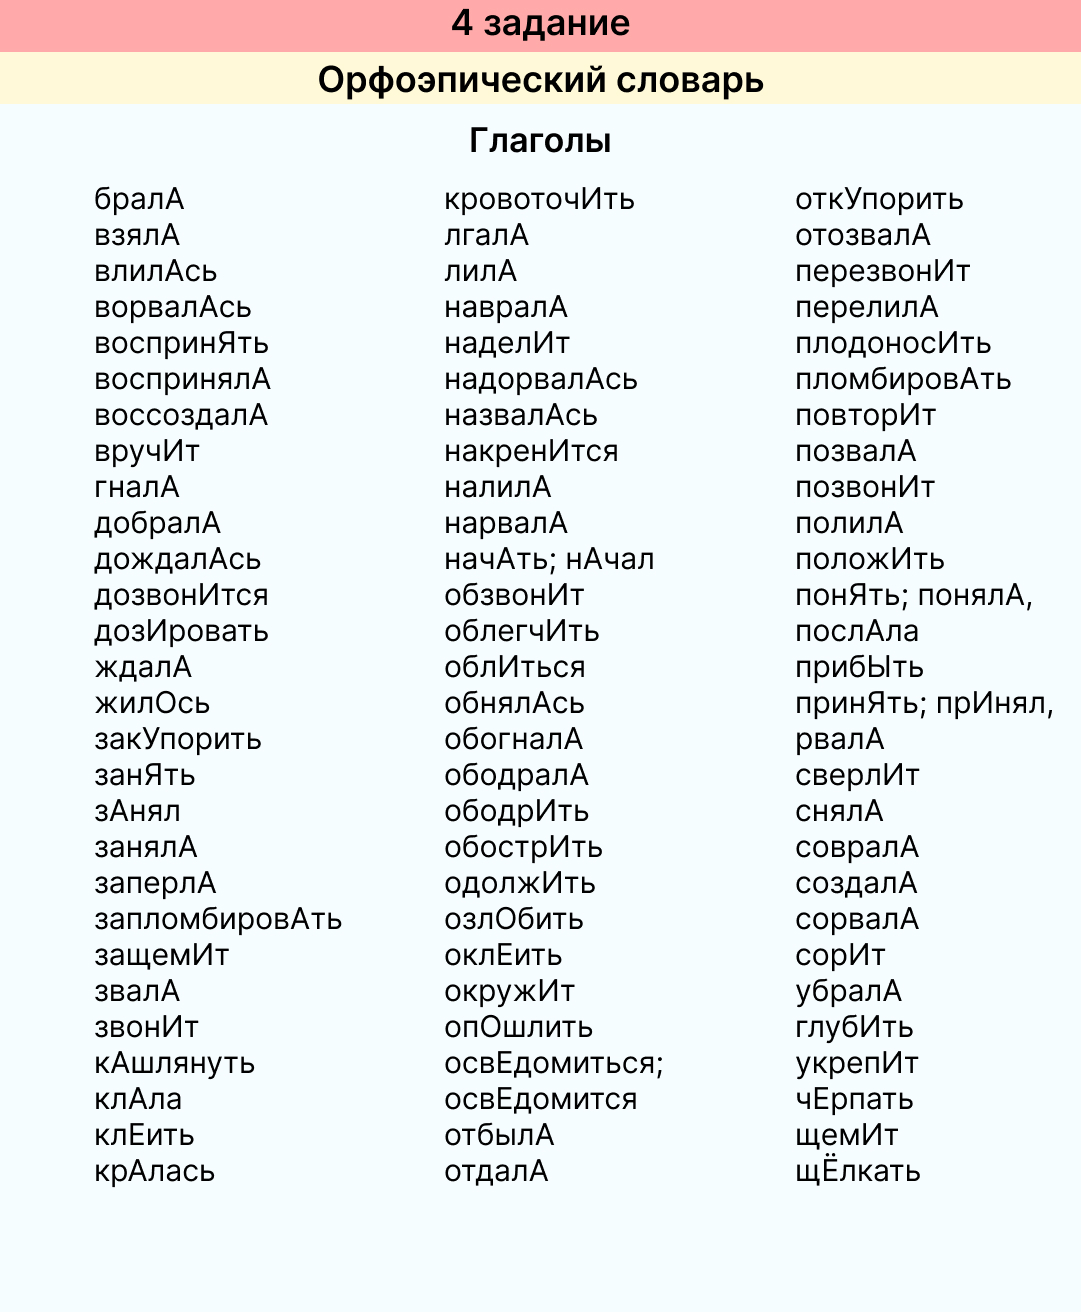 4 задание
Орфоэпический словарь
Глаголы
бралА
взялА
влилАсь
ворвалАсь
воспринЯть
воспринялА
воссоздалА
вручИт
гналА
добралА
дождалАсь
дозвонИтся
дозИровать
ждалА
жилОсь
закУпорить
занЯть
зАнял
занялА
заперлА
запломбировАть
защемИт
звалА
звонИт
кАшлянуть
клАла
клЕить
крАлась
кровоточИть
лгалА
лилА
навралА
наделИт
надорвалАсь
назвалАсь
накренИтся
налилА
нарвалА
начАть; нАчал
обзвонИт
облегчИть
облИться
обнялАсь
обогналА
ободралА
ободрИть
обострИть
одолжИть
озлОбить
оклЕить
окружИт
опОшлить
освЕдомиться;
освЕдомится
отбылА
отдалА
откУпорить
отозвалА
перезвонИт
перелилА
плодоносИть
пломбировАть
повторИт
позвалА
позвонИт
полилА
положИть
понЯть; понялА,
послАла
прибЫть
принЯть; прИнял,
рвалА
сверлИт
снялА
совралА
создалА
сорвалА
сорИт
убралА
глубИть
укрепИт
чЕрпать
щемИт
щЁлкать